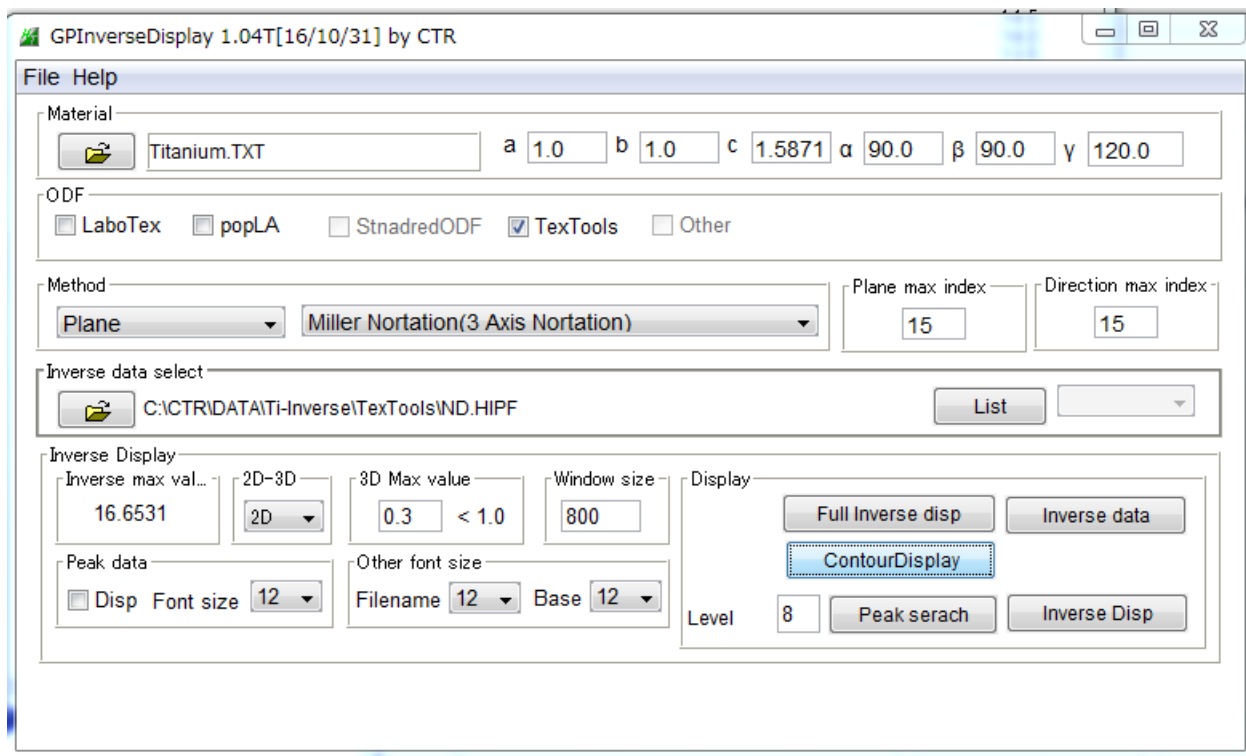 GPInverseDisplay 1.04T[16/10/31] by CTR
File Help
Material
Titanium.TXT a 1.0 b 1.0 c 1.5871 α 90.0 β 90.0 γ 120.0
ODF
LaboTex popLA StnadredODF TexTools Other
Method Plane max index Direction max index
Plane Miller Nortation(3 Axis Nortation) 15 15
Inverse data select
C:\CTR\DATA\Ti-Inverse\TexTools\ND.HIPF List
Inverse Display
Inverse max val... 2D-3D 3D Max value Window size Display
16.6531 2D 0.3 < 1.0 800 Full Inverse disp Inverse data
ContourDisplay
Peak data Other font size
Disp Font size 12 Filename 12 Base 12 Level 8 Peak serach Inverse Disp